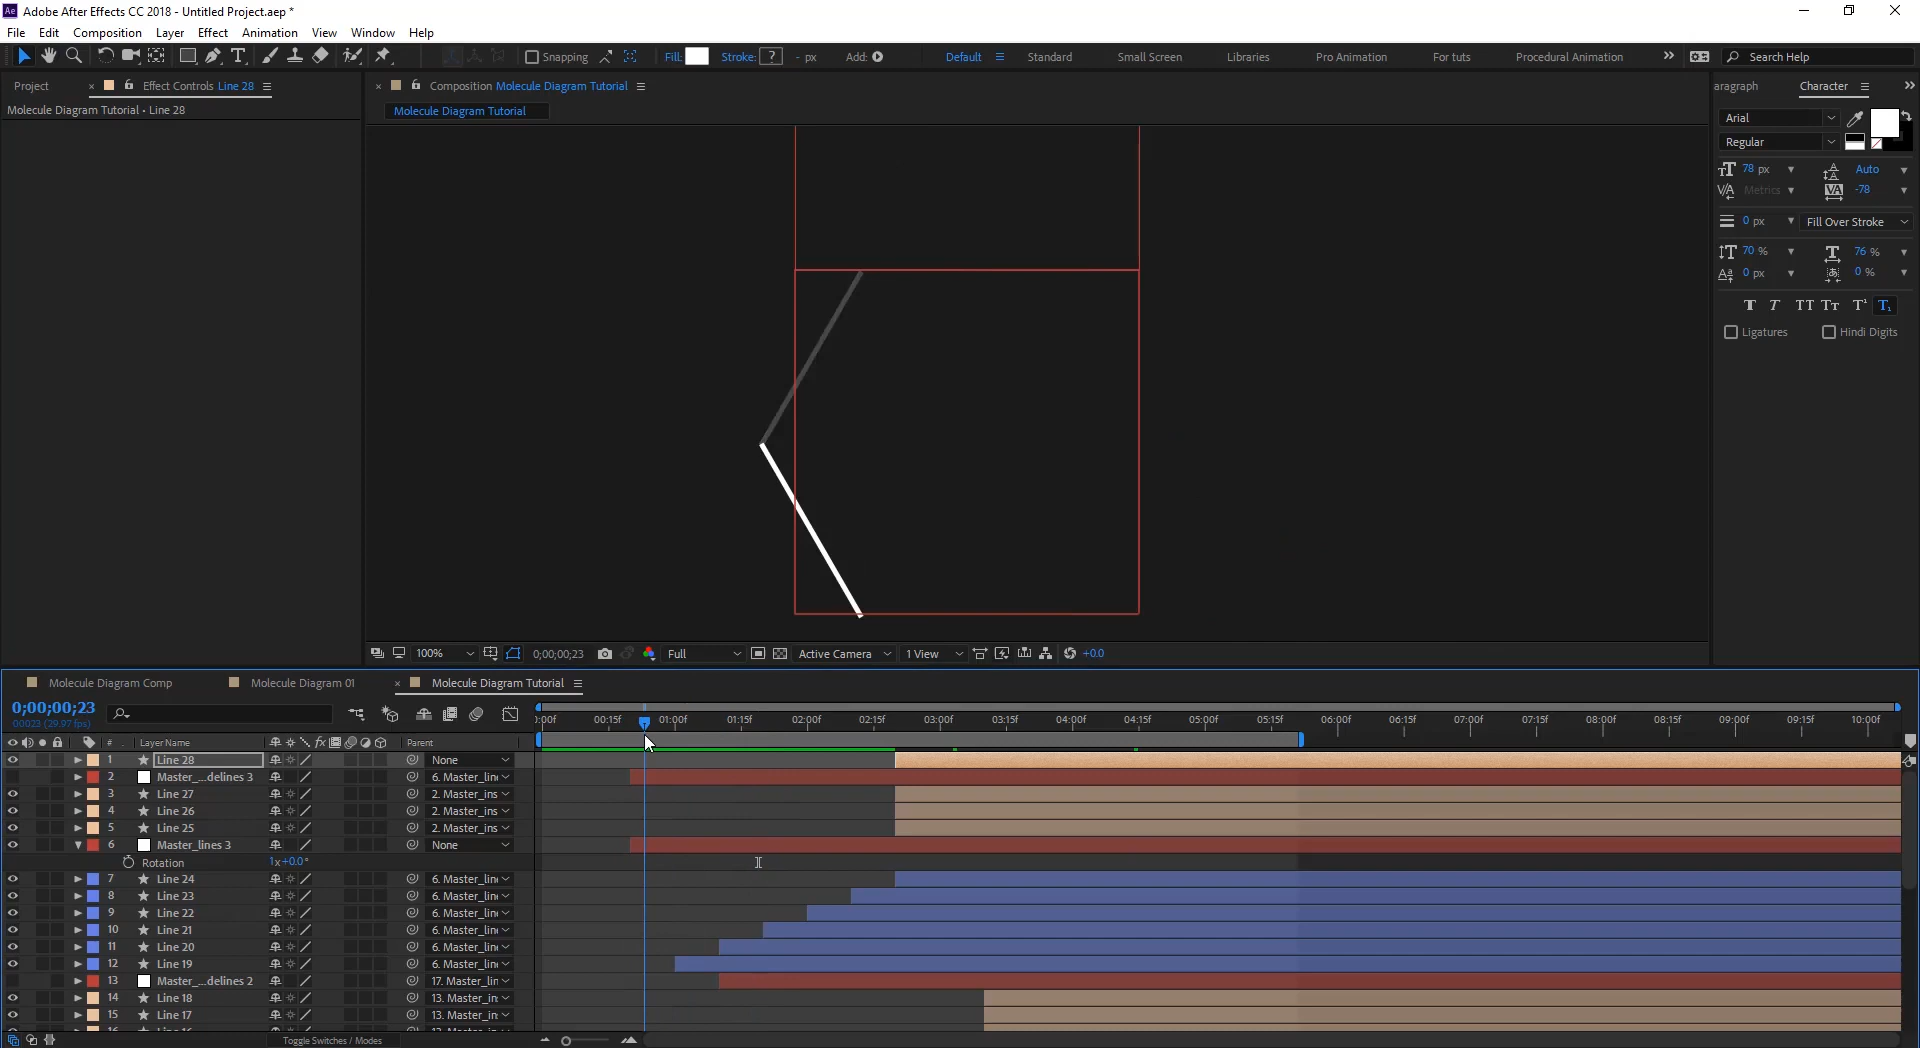 Ae Adobe After Effects CC 2018 - Untitled Project.aep *
File Edit Composition Layer Effect Animation View Window Help
Snapping Fill: Stroke: ? - px Add: Default Standard Small Screen Libraries Pro Animation For tuts Procedural Animation Search Help
Project Effect Controls Line 28
Molecule Diagram Tutorial • Line 28
Composition Molecule Diagram Tutorial
Molecule Diagram Tutorial
aragraph Character
Arial
Regular
78 px Auto
Metrics -78
0 px Fill Over Stroke
70 % 76 %
0 px 0 %
Ligatures Hindi Digits
100% 0;00;00;23 Full Active Camera 1 View +0.0
Molecule Diagram Comp Molecule Diagram 01 Molecule Diagram Tutorial
0;00;00;23
00023 (29.97 fps)
:00f 00:15f 01:00f 01:15f 02:00f 02:15f 03:00f 03:15f 04:00f 04:15f 05:00f 05:15f 06:00f 06:15f 07:00f 07:15f 08:00f 08:15f 09:00f 09:15f 10:00f
# Layer Name Parent
1 Line 28 None
2 Master_...delines 3 6. Master_lin
3 Line 27 2. Master_ins
4 Line 26 2. Master_ins
5 Line 25 2. Master_ins
6 Master_lines 3 None
Rotation 1x+0.0°
7 Line 24 6. Master_lin
8 Line 23 6. Master_lin
9 Line 22 6. Master_lin
10 Line 21 6. Master_lin
11 Line 20 6. Master_lin
12 Line 19 6. Master_lin
13 Master_...delines 2 17. Master_lin
14 Line 18 13. Master_in
15 Line 17 13. Master_in
Toggle Switches / Modes